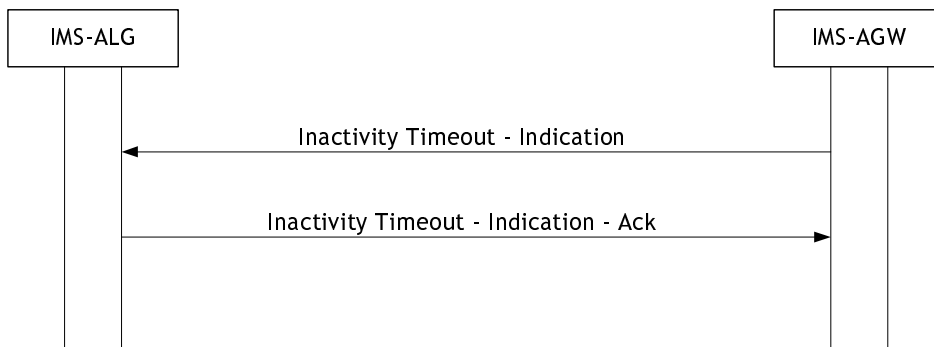 IMS-ALG
IMS-AGW
Inactivity Timeout - Indication
Inactivity Timeout - Indication - Ack